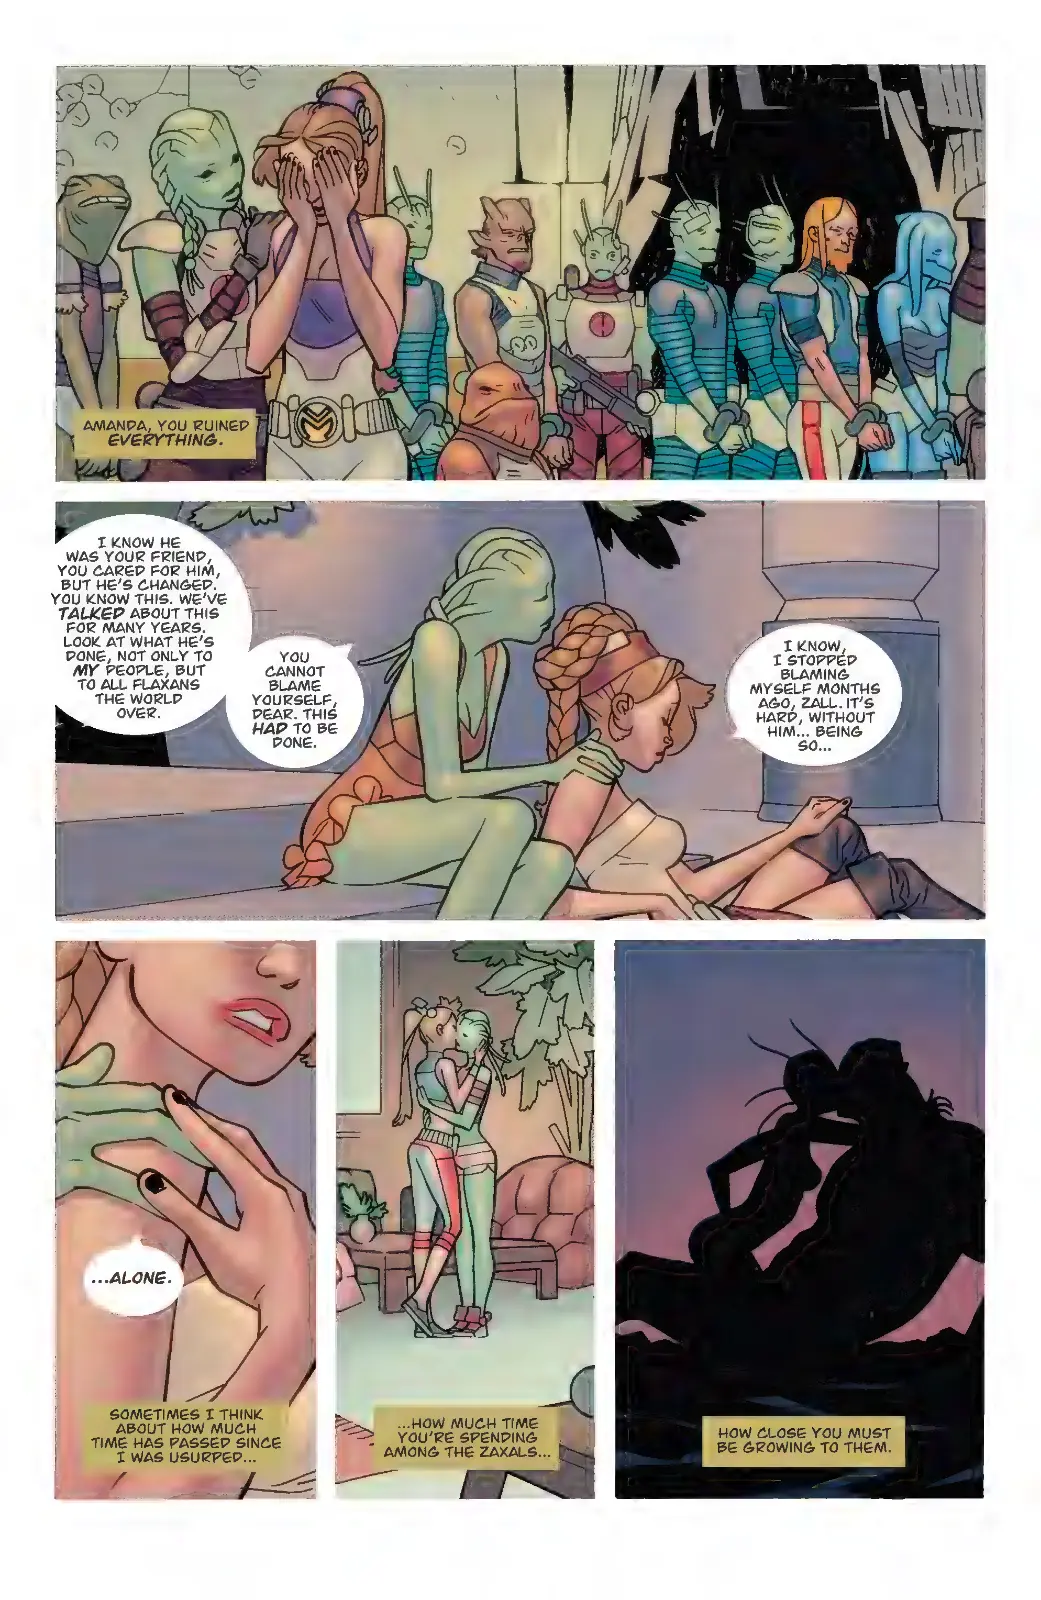 AMANDA, YOU RUINED
EVERYTHING.
I KNOW HE
WAS YOUR FRIEND,
YOU CARED FOR HIM,
BUT HE'S CHANGED.
YOU KNOW THIS. WE'VE
TALKED ABOUT THIS
FOR MANY YEARS.
LOOK AT WHAT HE'S
DONE, NOT ONLY TO
MY PEOPLE, BUT
TO ALL FLAXANS
THE WORLD
OVER.
YOU
CANNOT
BLAME
YOURSELF,
DEAR. THIS
HAD TO BE
DONE.
I KNOW,
I STOPPED
BLAMING
MYSELF MONTHS
AGO, ZALL. IT'S
HARD, WITHOUT
HIM... BEING
SO...
...ALONE.
SOMETIMES I THINK
ABOUT HOW MUCH
TIME HAS PASSED SINCE
I WAS USURPED...
...HOW MUCH TIME
YOU'RE SPENDING
AMONG THE ZAXALS...
HOW CLOSE YOU MUST
BE GROWING TO THEM.